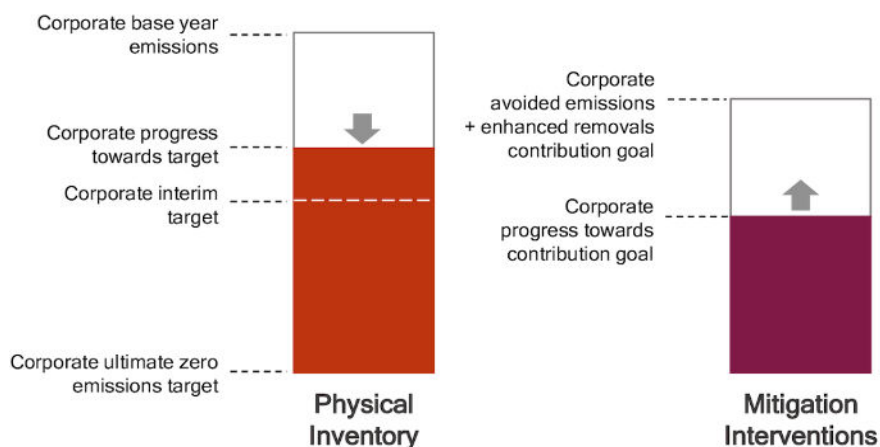 Corporate base year
emissions
Corporate progress
towards target
Corporate interim
target
Corporate ultimate zero
emissions target
Physical
Inventory
Corporate
avoided emissions
+ enhanced removals
contribution goal
Corporate
progress towards
contribution goal
Mitigation
Interventions